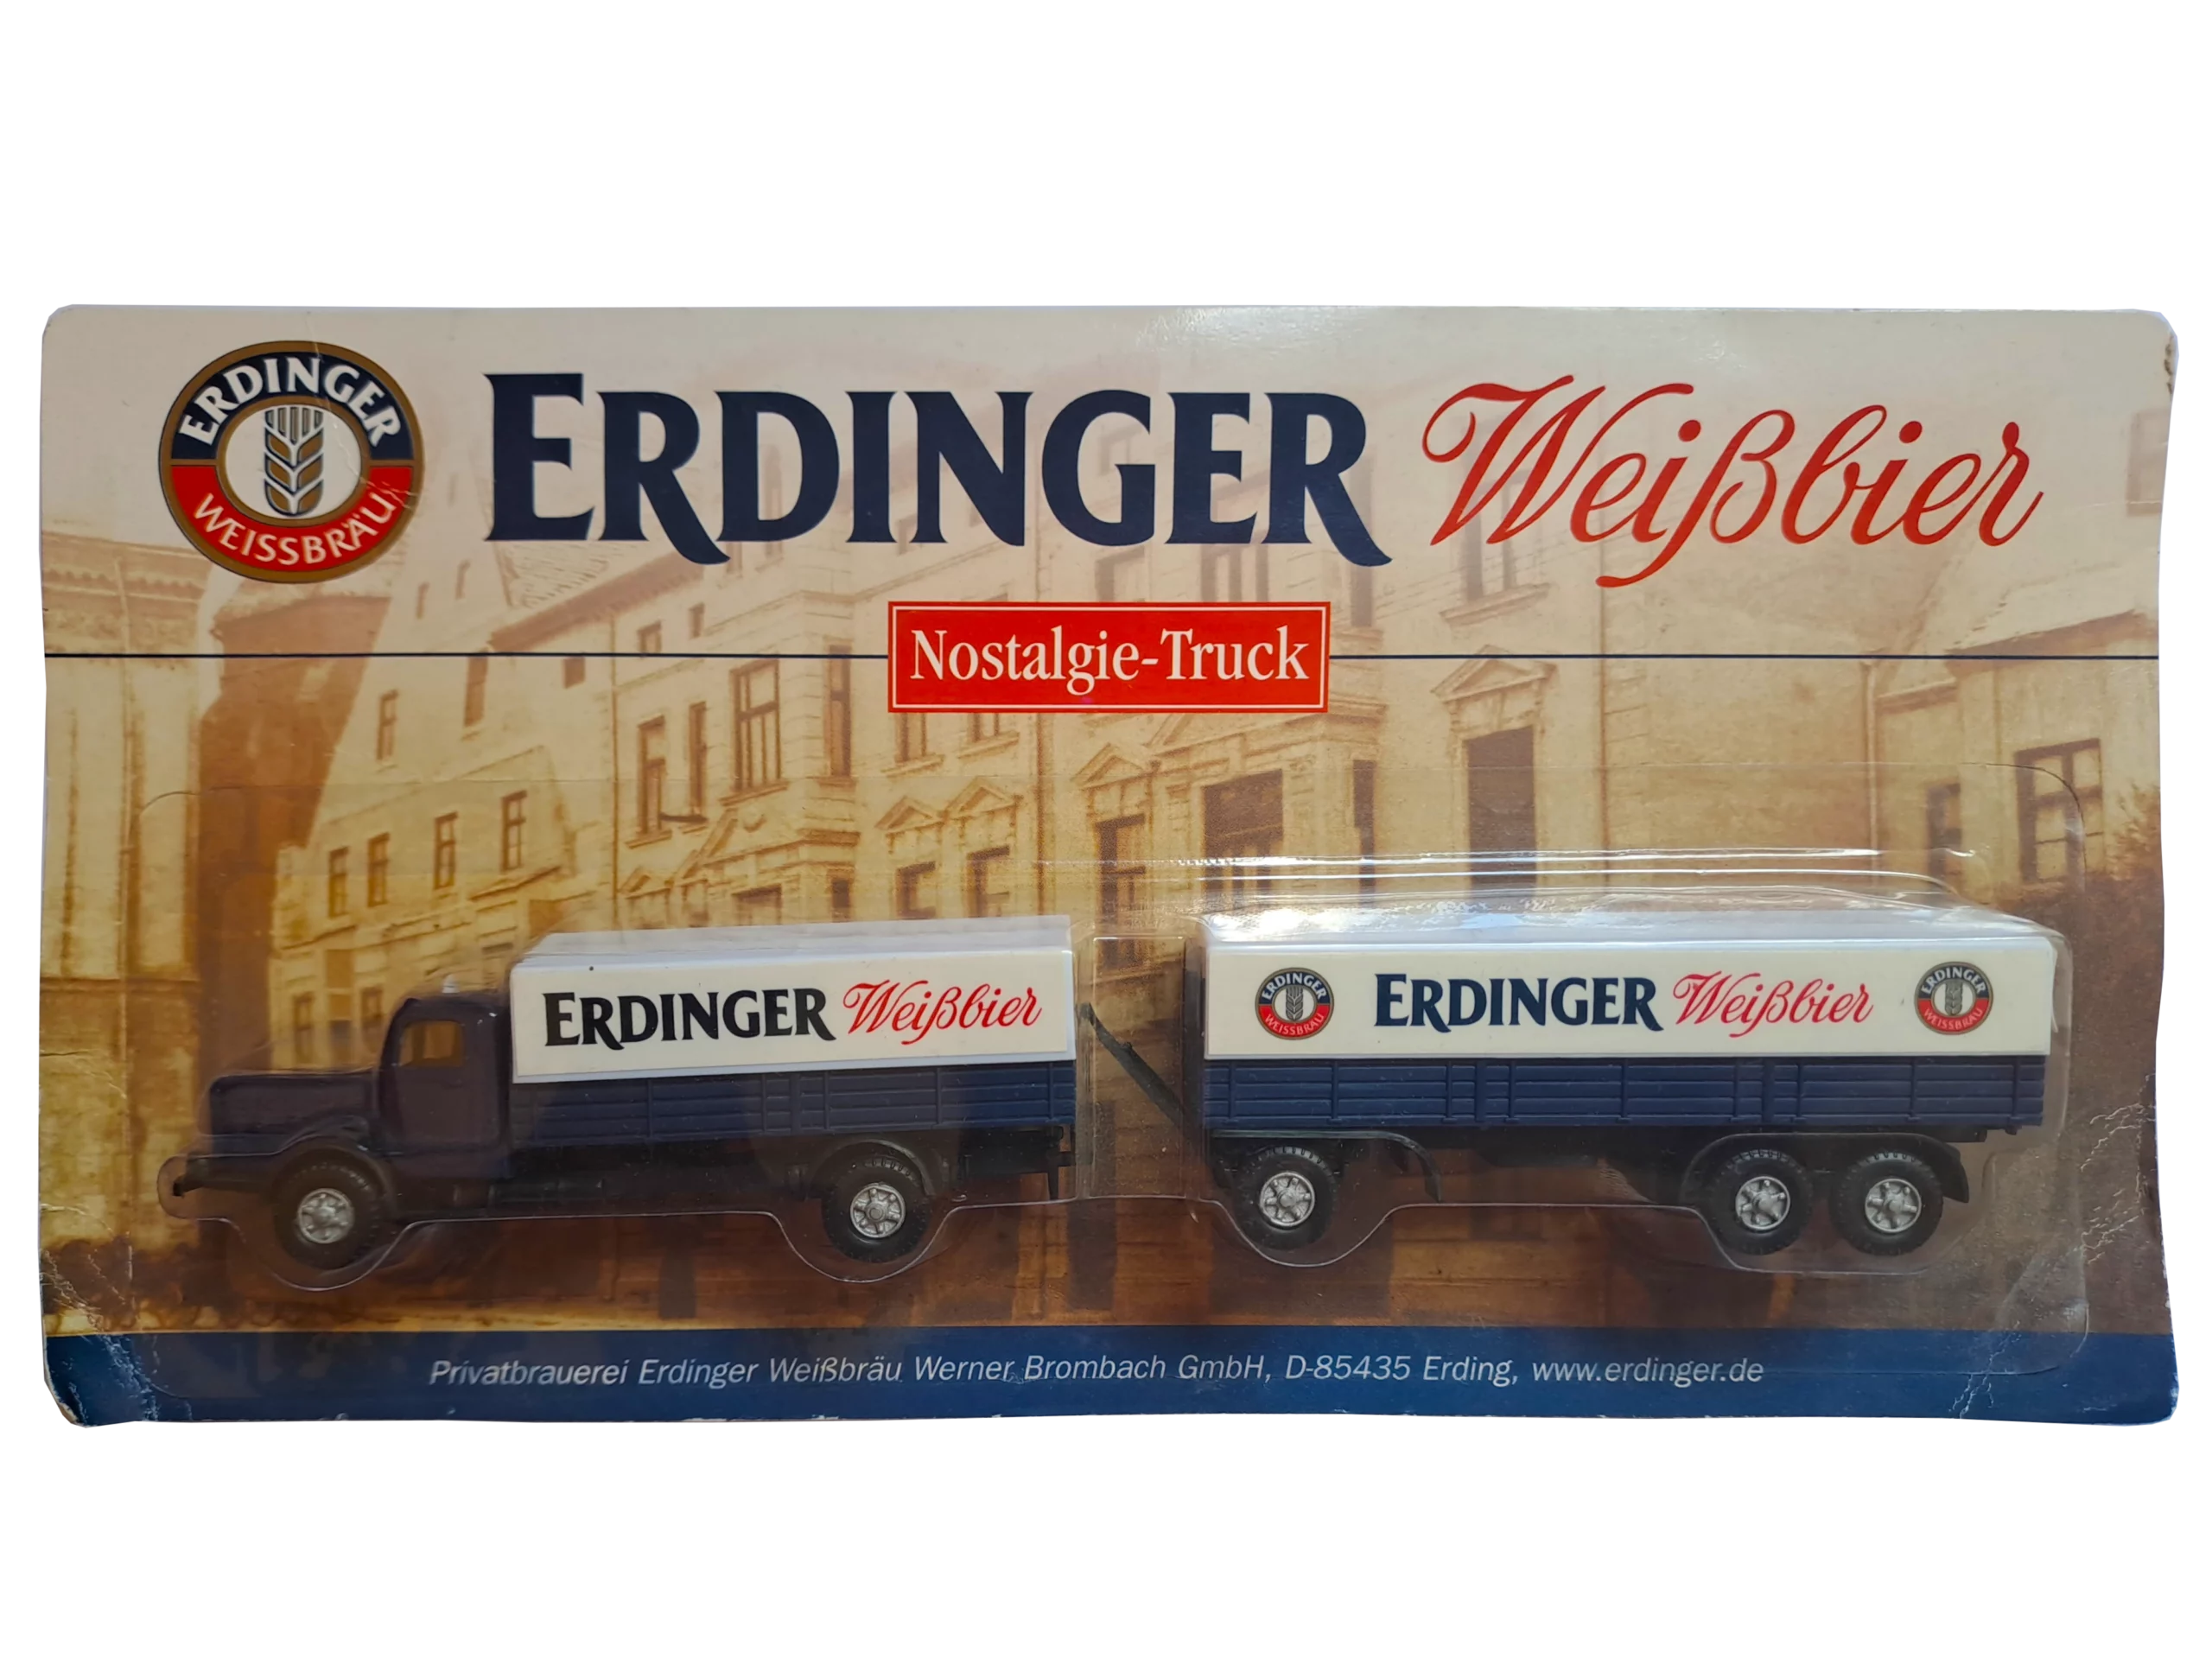 ERDINGER
WEISSBRÄU
ERDINGER Weißbier
Nostalgie-Truck
ERDINGER Weißbier
ERDINGER
WEISSBRÄU
ERDINGER Weißbier
ERDINGER
WEISSBRÄU
Privatbrauerei Erdinger Weißbräu Werner Brombach GmbH, D-85435 Erding, www.erdinger.de